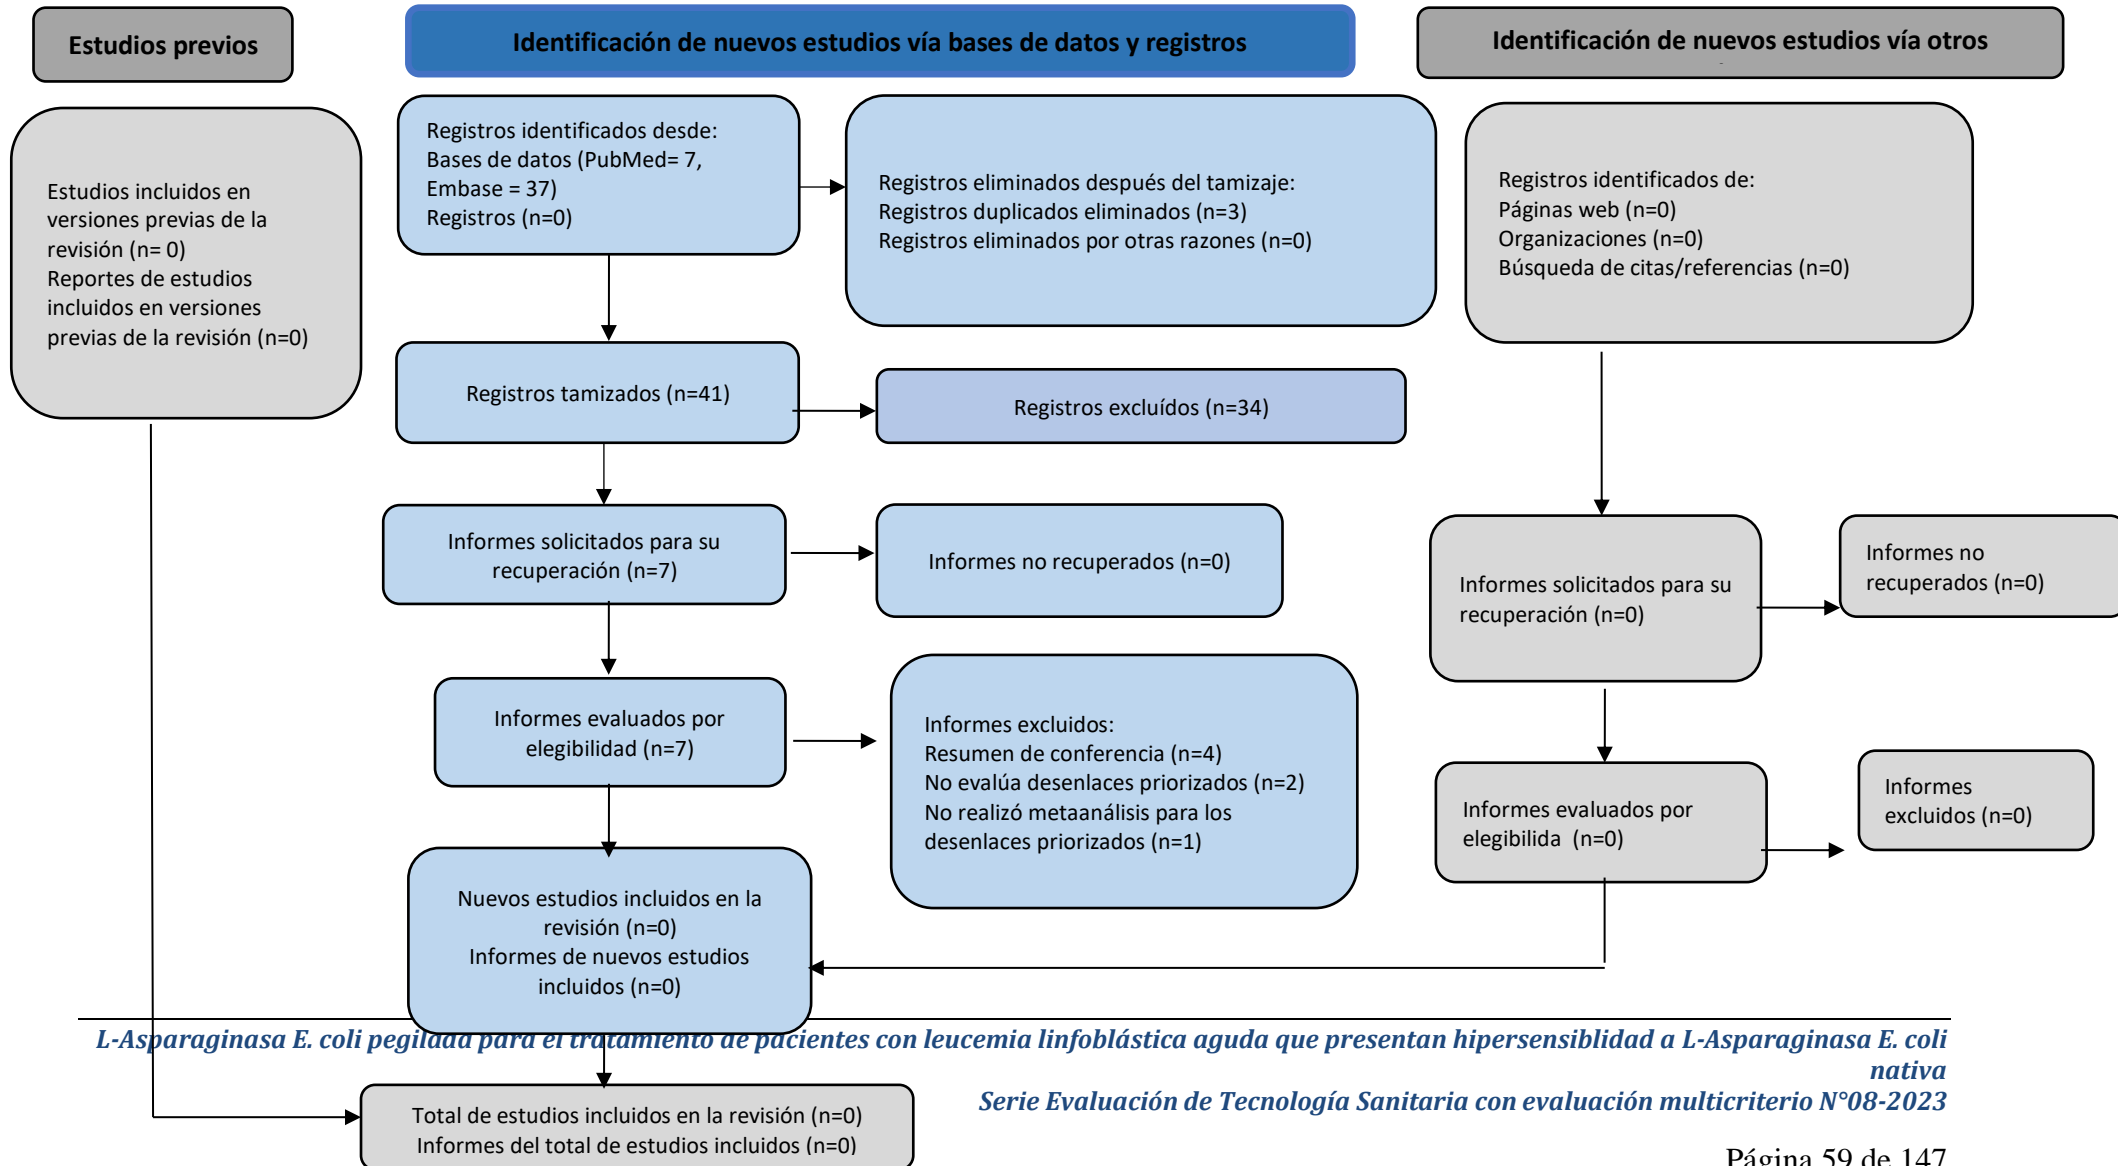 Estudios previos
Identificación de nuevos estudios vía bases de datos y registros
Identificación de nuevos estudios vía otros
Estudios incluidos en
versiones previas de la
revisión (n= 0)
Reportes de estudios
incluidos en versiones
previas de la revisión (n=0)
Registros identificados desde:
Bases de datos (PubMed= 7,
Embase = 37)
Registros (n=0)
Registros eliminados después del tamizaje:
Registros duplicados eliminados (n=3)
Registros eliminados por otras razones (n=0)
Registros identificados de:
Páginas web (n=0)
Organizaciones (n=0)
Búsqueda de citas/referencias (n=0)
Registros tamizados (n=41)
Registros excluídos (n=34)
Informes solicitados para su
recuperación (n=7)
Informes no recuperados (n=0)
Informes solicitados para su
recuperación (n=0)
Informes no
recuperados (n=0)
Informes evaluados por
elegibilidad (n=7)
Informes excluidos:
Resumen de conferencia (n=4)
No evalúa desenlaces priorizados (n=2)
No realizó metaanálisis para los
desenlaces priorizados (n=1)
Informes evaluados por
elegibilida  (n=0)
Informes
excluidos (n=0)
Nuevos estudios incluidos en la
revisión (n=0)
Informes de nuevos estudios
incluidos (n=0)
L-Asparaginasa E. coli pegilada para el tratamiento de pacientes con leucemia linfoblástica aguda que presentan hipersensiblidad a L-Asparaginasa E. coli
nativa
Serie Evaluación de Tecnología Sanitaria con evaluación multicriterio N°08-2023
Total de estudios incluidos en la revisión (n=0)
Informes del total de estudios incluidos (n=0)
Página 59 de 147